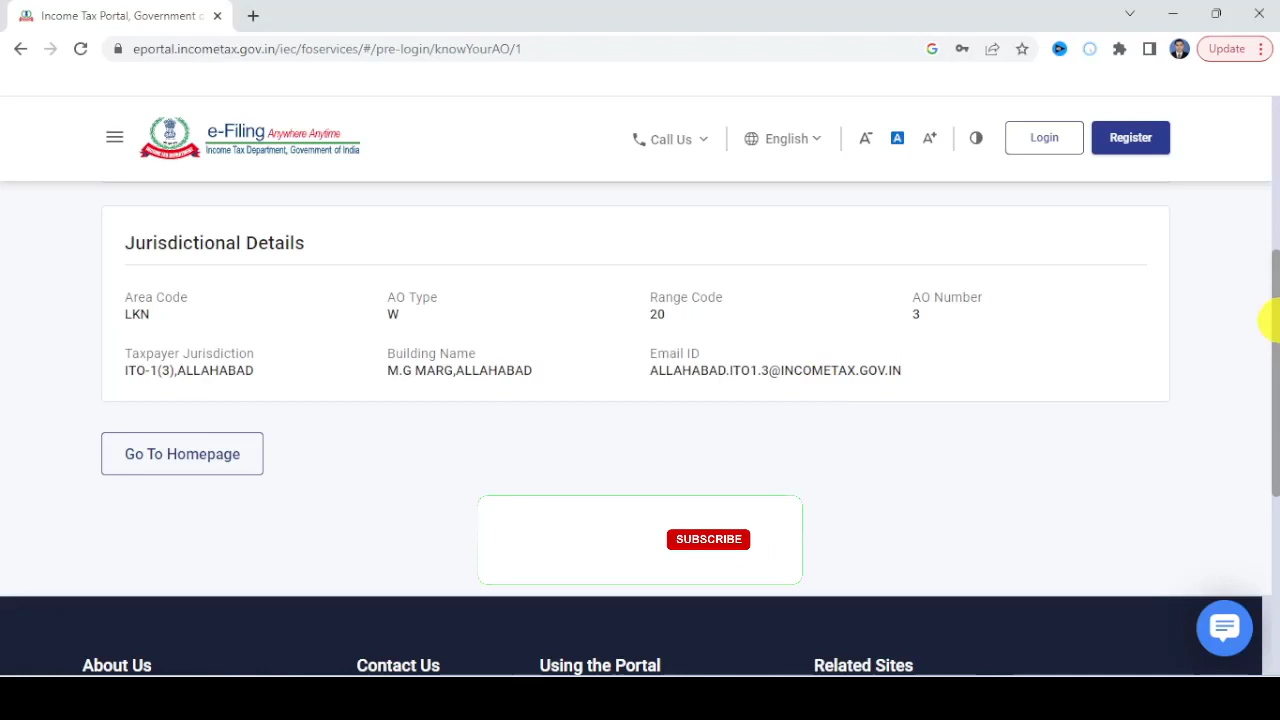 Income Tax Portal, Government o
eportal.incometax.gov.in/iec/foservices/#/pre-login/knowYourAO/1
Update
e-Filing Anywhere Anytime
Income Tax Department, Government of India
Call Us
English
A-
A
A+
Login
Register
Jurisdictional Details
Area Code AO Type Range Code AO Number
LKN W 20 3
Taxpayer Jurisdiction Building Name Email ID
ITO-1(3),ALLAHABAD M.G MARG,ALLAHABAD ALLAHABAD.ITO1.3@INCOMETAX.GOV.IN
Go To Homepage
SUBSCRIBE
About Us Contact Us Using the Portal Related Sites